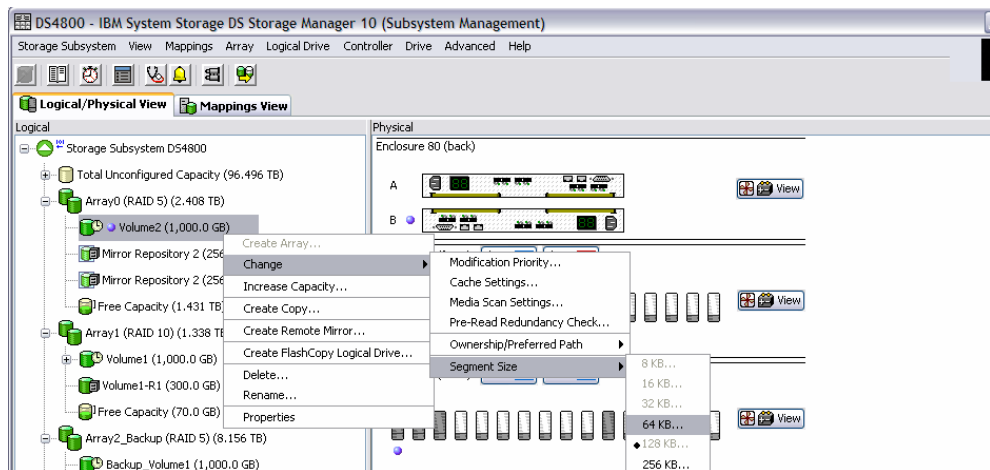 DS4800 - IBM System Storage DS Storage Manager 10 (Subsystem Management)
Storage Subsystem View Mappings Array Logical Drive Controller Drive Advanced Help
Logical/Physical View Mappings View
Logical
Physical
Storage Subsystem DS4800
Total Unconfigured Capacity (96.496 TB)
Array0 (RAID 5) (2.408 TB)
Volume2 (1,000.0 GB)
Mirror Repository 2 (256
Mirror Repository 2 (256
Free Capacity (1.431 TB
Array1 (RAID 10) (1.338 TB
Volume1 (1,000.0 GB)
Volume1-R1 (300.0 GB)
Free Capacity (70.0 GB)
Array2_Backup (RAID 5) (8.156 TB)
Backup_Volume1 (1,000.0 GB)
Create Array...
Change
Increase Capacity...
Create Copy...
Create Remote Mirror...
Create FlashCopy Logical Drive...
Delete...
Rename...
Properties
Modification Priority...
Cache Settings...
Media Scan Settings...
Pre-Read Redundancy Check...
Ownership/Preferred Path
Segment Size
8 KB...
16 KB...
32 KB...
64 KB...
128 KB...
256 KB...
Enclosure 80 (back)
A
B
View
View
View